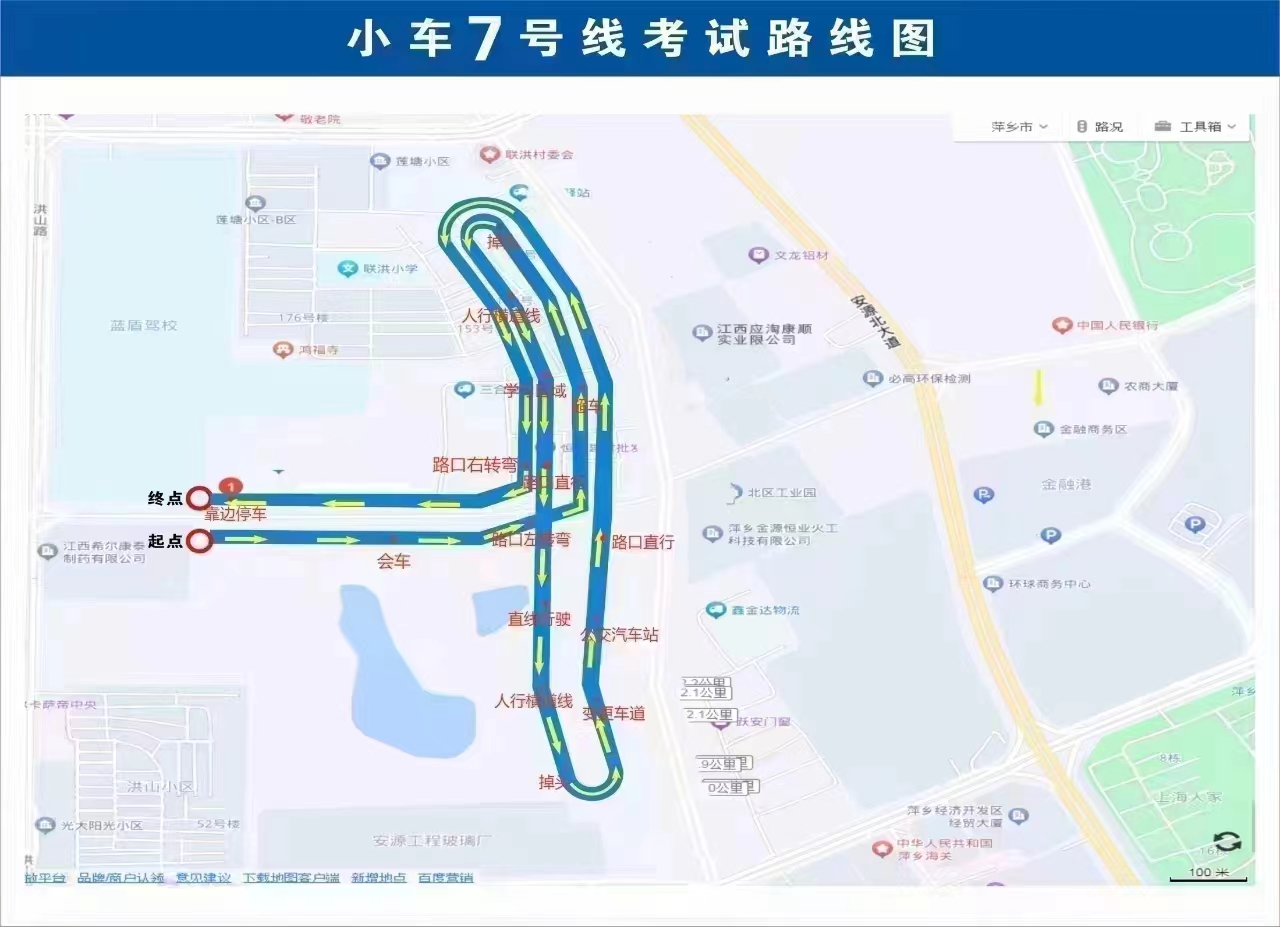 小车7号线考试路线图
敬老院
萍乡市
路况
工具箱
洪山路
莲塘小区
联洪村委会
驿站
莲塘小区-B区
掉头
文龙铝材
联洪小学
安源北大道
蓝盾驾校
176号楼
人行横道线
153号
江西应淘康顺
实业限公司
中国人民银行
鸿福寺
三合
学校区域
超车
必高环保检测
农商大厦
金融商务区
路口右转弯
路口直行
北区工业园
金融港
1
终点
靠边停车
起点
会车
路口左转弯
路口直行
萍乡金源恒业火工
科技有限公司
江西希尔康泰
制药有限公司
P
P
P
环球商务中心
直线行驶
公交汽车站
鑫金达物流
人行横道线
变更车道
2.2公里
2.1公里
2.1公里
跃安门窗
卡萨帝中央
萍乡
9公里
0公里
掉头
8栋
上海人家
洪山小区
光大阳光小区
52号楼
安源工程玻璃厂
萍乡经济开发区
经贸大厦
中华人民共和国
萍乡海关
16栋
放平台
品牌/商户认领
意见建议
下载地图客户端
新增地点
百度营销
100 米